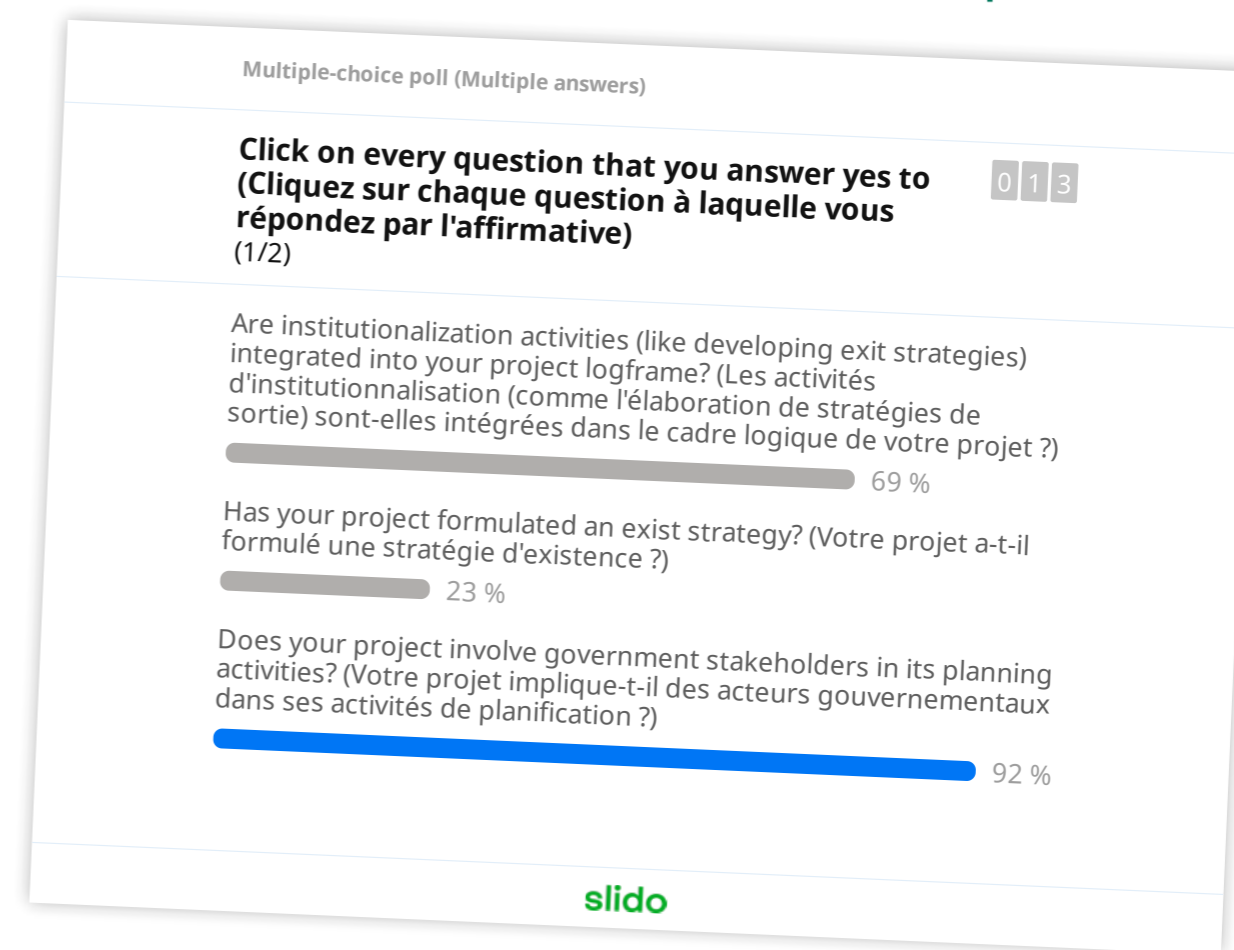 Multiple-choice poll (Multiple answers)
Click on every question that you answer yes to
(Cliquez sur chaque question à laquelle vous
répondez par l'affirmative)
(1/2)
0 1 3
Are institutionalization activities (like developing exit strategies)
integrated into your project logframe? (Les activités
d'institutionnalisation (comme l'élaboration de stratégies de
sortie) sont-elles intégrées dans le cadre logique de votre projet ?)
69 %
Has your project formulated an exist strategy? (Votre projet a-t-il
formulé une stratégie d'existence ?)
23 %
Does your project involve government stakeholders in its planning
activities? (Votre projet implique-t-il des acteurs gouvernementaux
dans ses activités de planification ?)
92 %
slido